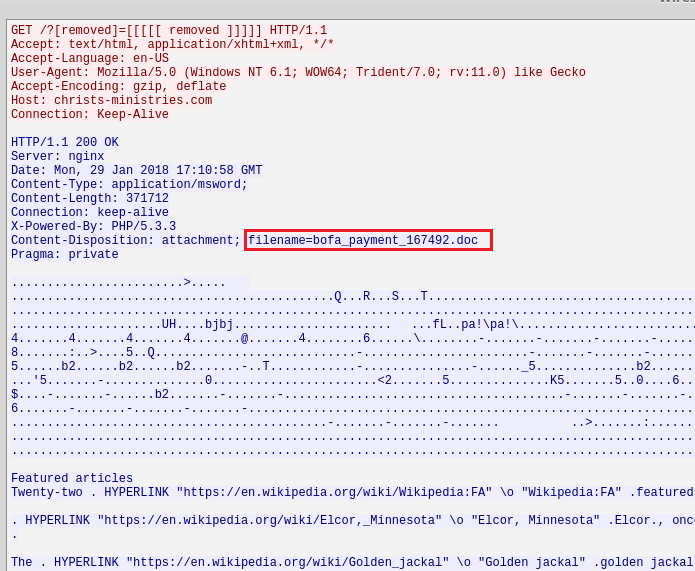 GET /?[removed]=[[[[[ removed ]]]]] HTTP/1.1
Accept: text/html, application/xhtml+xml, */*
Accept-Language: en-US
User-Agent: Mozilla/5.0 (Windows NT 6.1; WOW64; Trident/7.0; rv:11.0) like Gecko
Accept-Encoding: gzip, deflate
Host: christs-ministries.com
Connection: Keep-Alive
HTTP/1.1 200 OK
Server: nginx
Date: Mon, 29 Jan 2018 17:10:58 GMT
Content-Type: application/msword;
Content-Length: 371712
Connection: keep-alive
X-Powered-By: PHP/5.3.3
Content-Disposition: attachment; filename=bofa_payment_167492.doc
Pragma: private
........................>.....
.............................................Q...R...S...T.....................................
...............................................................................................
.....................UH....bjbj......................   ...fL..pa!\pa!\........................
4.......4.......4.......4.......@.......4........6......\........-.......-.......-.......-.....
8.......:..>....5..Q............................-.......................-.......-.......-......
5......b2......b2......b2.......-..T............-...............-......_5..............b2......
...'5.......-..............0.......................<2.......5..............K5.......5..0....6...
$....-.......-......b2.......-.......-.......................................-.......-.......-..
6.......-.......-.......-.......-..............................................................
............................................-.......-.......-.......          ..>.......:......
...............................................................................................
...............................................................................................
Featured articles
Twenty-two . HYPERLINK "https://en.wikipedia.org/wiki/Wikipedia:FA" \o "Wikipedia:FA" .featured
. HYPERLINK "https://en.wikipedia.org/wiki/Elcor,_Minnesota" \o "Elcor, Minnesota" .Elcor., onc
.
The . HYPERLINK "https://en.wikipedia.org/wiki/Golden_jackal" \o "Golden jackal" .golden jackal